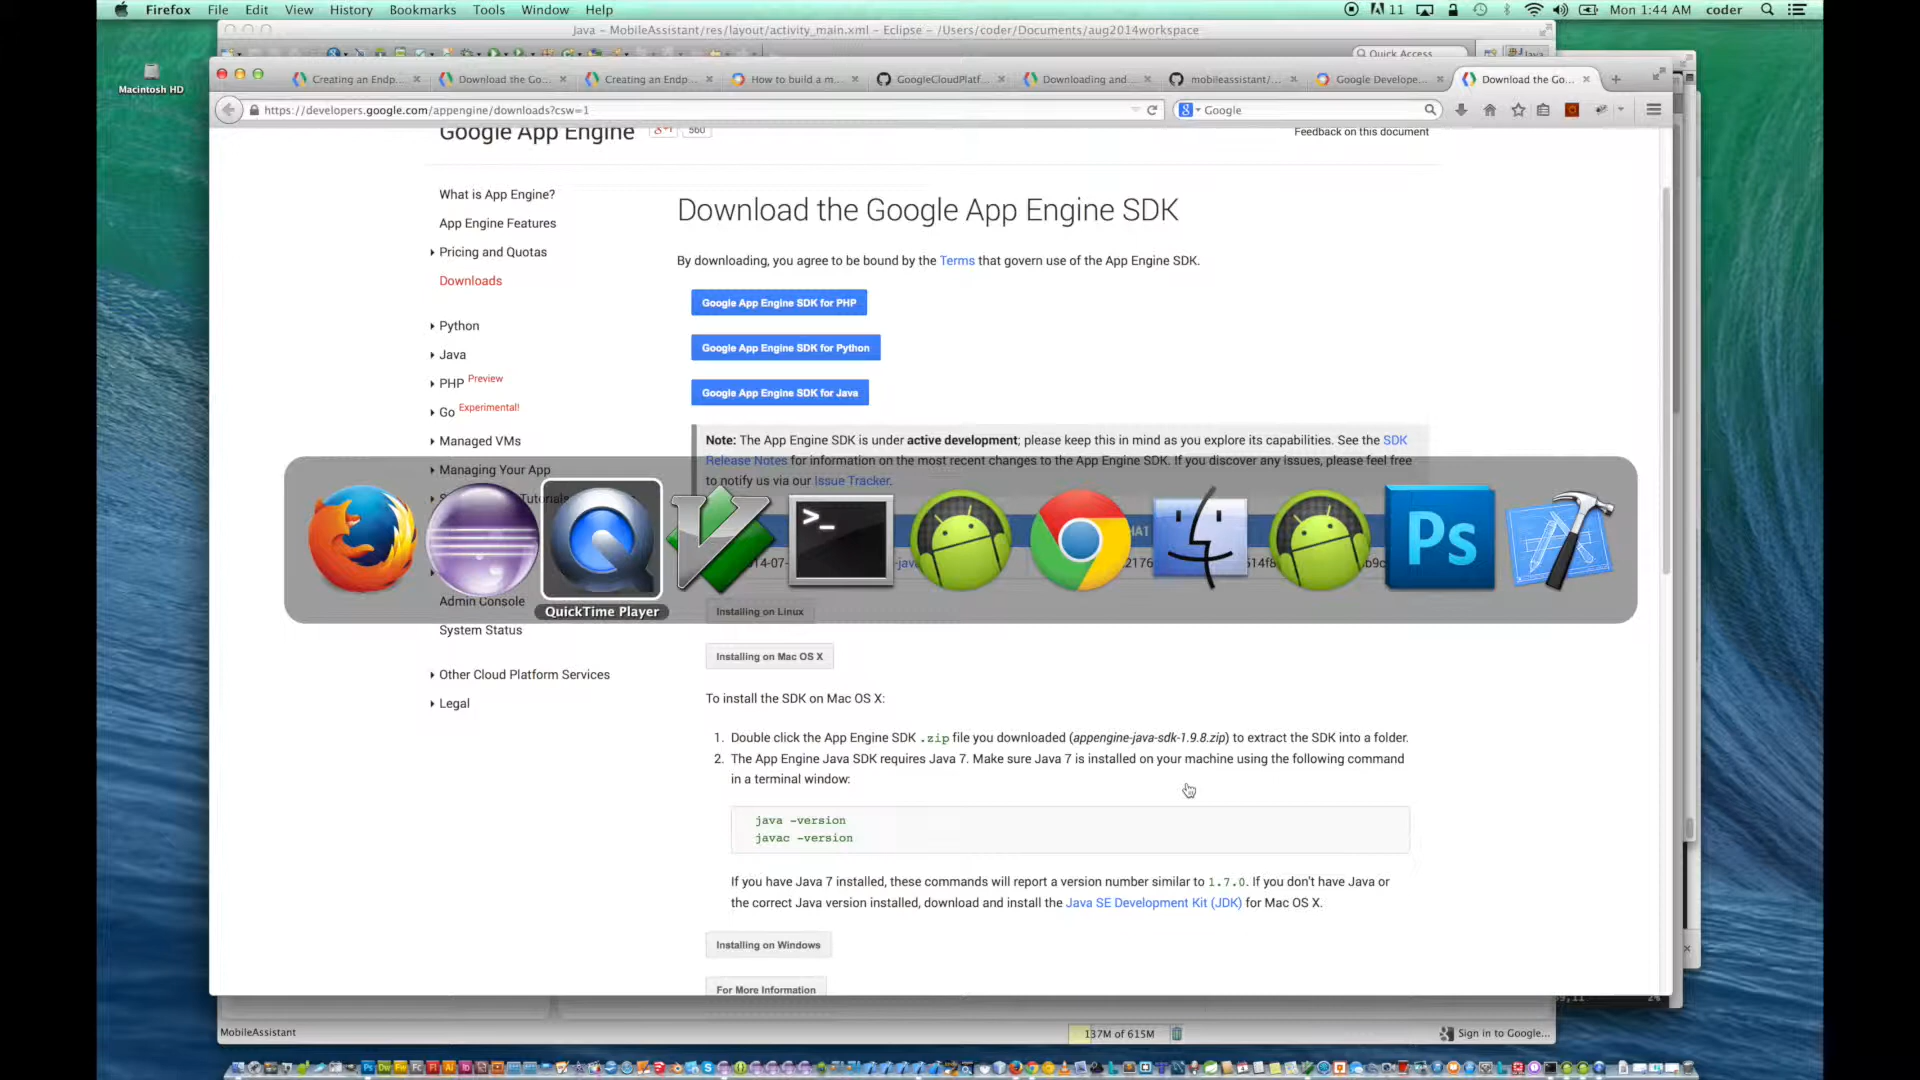 Firefox File Edit View History Bookmarks Tools Window Help
11 Mon 1:44 AM coder
Java - MobileAssistant/res/layout/activity_main.xml - Eclipse - /Users/coder/Documents/aug2014workspace
Quick Access Java
Macintosh HD
Creating an Endp... Download the Go... Creating an Endp... How to build a m... GoogleCloudPlatf... Downloading and ... mobileassistant/... Google Develope... Download the Go...
https://developers.google.com/appengine/downloads?csw=1
Google
Google App Engine
+1 560
Feedback on this document
What is App Engine?
App Engine Features
Pricing and Quotas
Downloads
Python
Java
PHP Preview
Go Experimental!
Managed VMs
Managing Your App
Tutorials
Admin Console
System Status
Other Cloud Platform Services
Legal
Download the Google App Engine SDK
By downloading, you agree to be bound by the Terms that govern use of the App Engine SDK.
Google App Engine SDK for PHP
Google App Engine SDK for Python
Google App Engine SDK for Java
Note: The App Engine SDK is under active development; please keep this in mind as you explore its capabilities. See the SDK
Release Notes for information on the most recent changes to the App Engine SDK. If you discover any issues, please feel free
to notify us via our Issue Tracker.
>_
Ps
QuickTime Player
Installing on Linux
Installing on Mac OS X
To install the SDK on Mac OS X:
1. Double click the App Engine SDK .zip file you downloaded (appengine-java-sdk-1.9.8.zip) to extract the SDK into a folder.
2. The App Engine Java SDK requires Java 7. Make sure Java 7 is installed on your machine using the following command
in a terminal window:
java -version
javac -version
If you have Java 7 installed, these commands will report a version number similar to 1.7.0. If you don't have Java or
the correct Java version installed, download and install the Java SE Development Kit (JDK) for Mac OS X.
Installing on Windows
For More Information
MobileAssistant
137M of 615M
Sign in to Google...